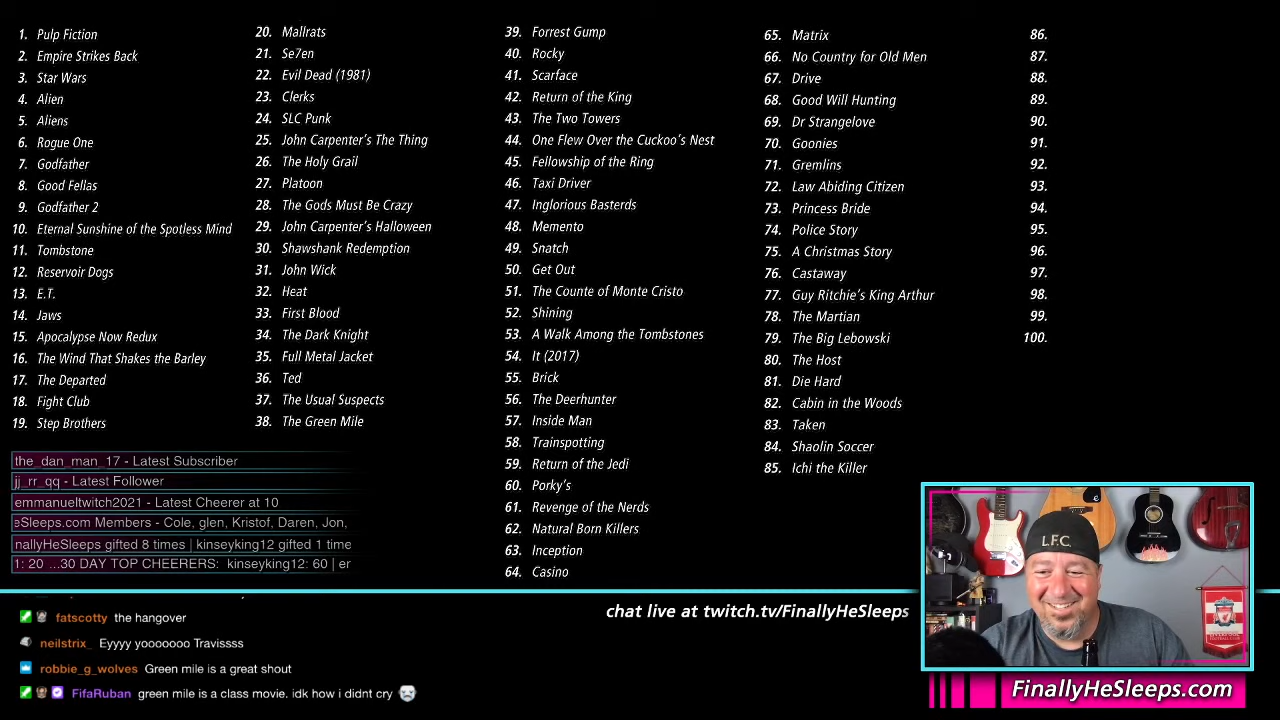 1. Pulp Fiction
2. Empire Strikes Back
3. Star Wars
4. Alien
5. Aliens
6. Rogue One
7. Godfather
8. Good Fellas
9. Godfather 2
10. Eternal Sunshine of the Spotless Mind
11. Tombstone
12. Reservoir Dogs
13. E.T.
14. Jaws
15. Apocalypse Now Redux
16. The Wind That Shakes the Barley
17. The Departed
18. Fight Club
19. Step Brothers
20. Mallrats
21. Se7en
22. Evil Dead (1981)
23. Clerks
24. SLC Punk
25. John Carpenter's The Thing
26. The Holy Grail
27. Platoon
28. The Gods Must Be Crazy
29. John Carpenter's Halloween
30. Shawshank Redemption
31. John Wick
32. Heat
33. First Blood
34. The Dark Knight
35. Full Metal Jacket
36. Ted
37. The Usual Suspects
38. The Green Mile
39. Forrest Gump
40. Rocky
41. Scarface
42. Return of the King
43. The Two Towers
44. One Flew Over the Cuckoo's Nest
45. Fellowship of the Ring
46. Taxi Driver
47. Inglorious Basterds
48. Memento
49. Snatch
50. Get Out
51. The Counte of Monte Cristo
52. Shining
53. A Walk Among the Tombstones
54. It (2017)
55. Brick
56. The Deerhunter
57. Inside Man
58. Trainspotting
59. Return of the Jedi
60. Porky's
61. Revenge of the Nerds
62. Natural Born Killers
63. Inception
64. Casino
65. Matrix
66. No Country for Old Men
67. Drive
68. Good Will Hunting
69. Dr Strangelove
70. Goonies
71. Gremlins
72. Law Abiding Citizen
73. Princess Bride
74. Police Story
75. A Christmas Story
76. Castaway
77. Guy Ritchie's King Arthur
78. The Martian
79. The Big Lebowski
80. The Host
81. Die Hard
82. Cabin in the Woods
83. Taken
84. Shaolin Soccer
85. Ichi the Killer
86.
87.
88.
89.
90.
91.
92.
93.
94.
95.
96.
97.
98.
99.
100.
the_dan_man_17 - Latest Subscriber
jj_rr_qq - Latest Follower
emmanueltwitch2021 - Latest Cheerer at 10
sSleeps.com Members - Cole, glen, Kristof, Daren, Jon,
nallyHeSleeps gifted 8 times | kinseyking12 gifted 1 time
1: 20 ...30 DAY TOP CHEERERS: kinseyking12: 60 | er
fatscotty the hangover
neilstrix_ Eyyyy yooooooo Travissss
robbie_g_wolves Green mile is a great shout
FifaRuban green mile is a class movie. idk how i didnt cry
chat live at twitch.tv/FinallyHeSleeps
L.F.C.
FinallyHeSleeps.com